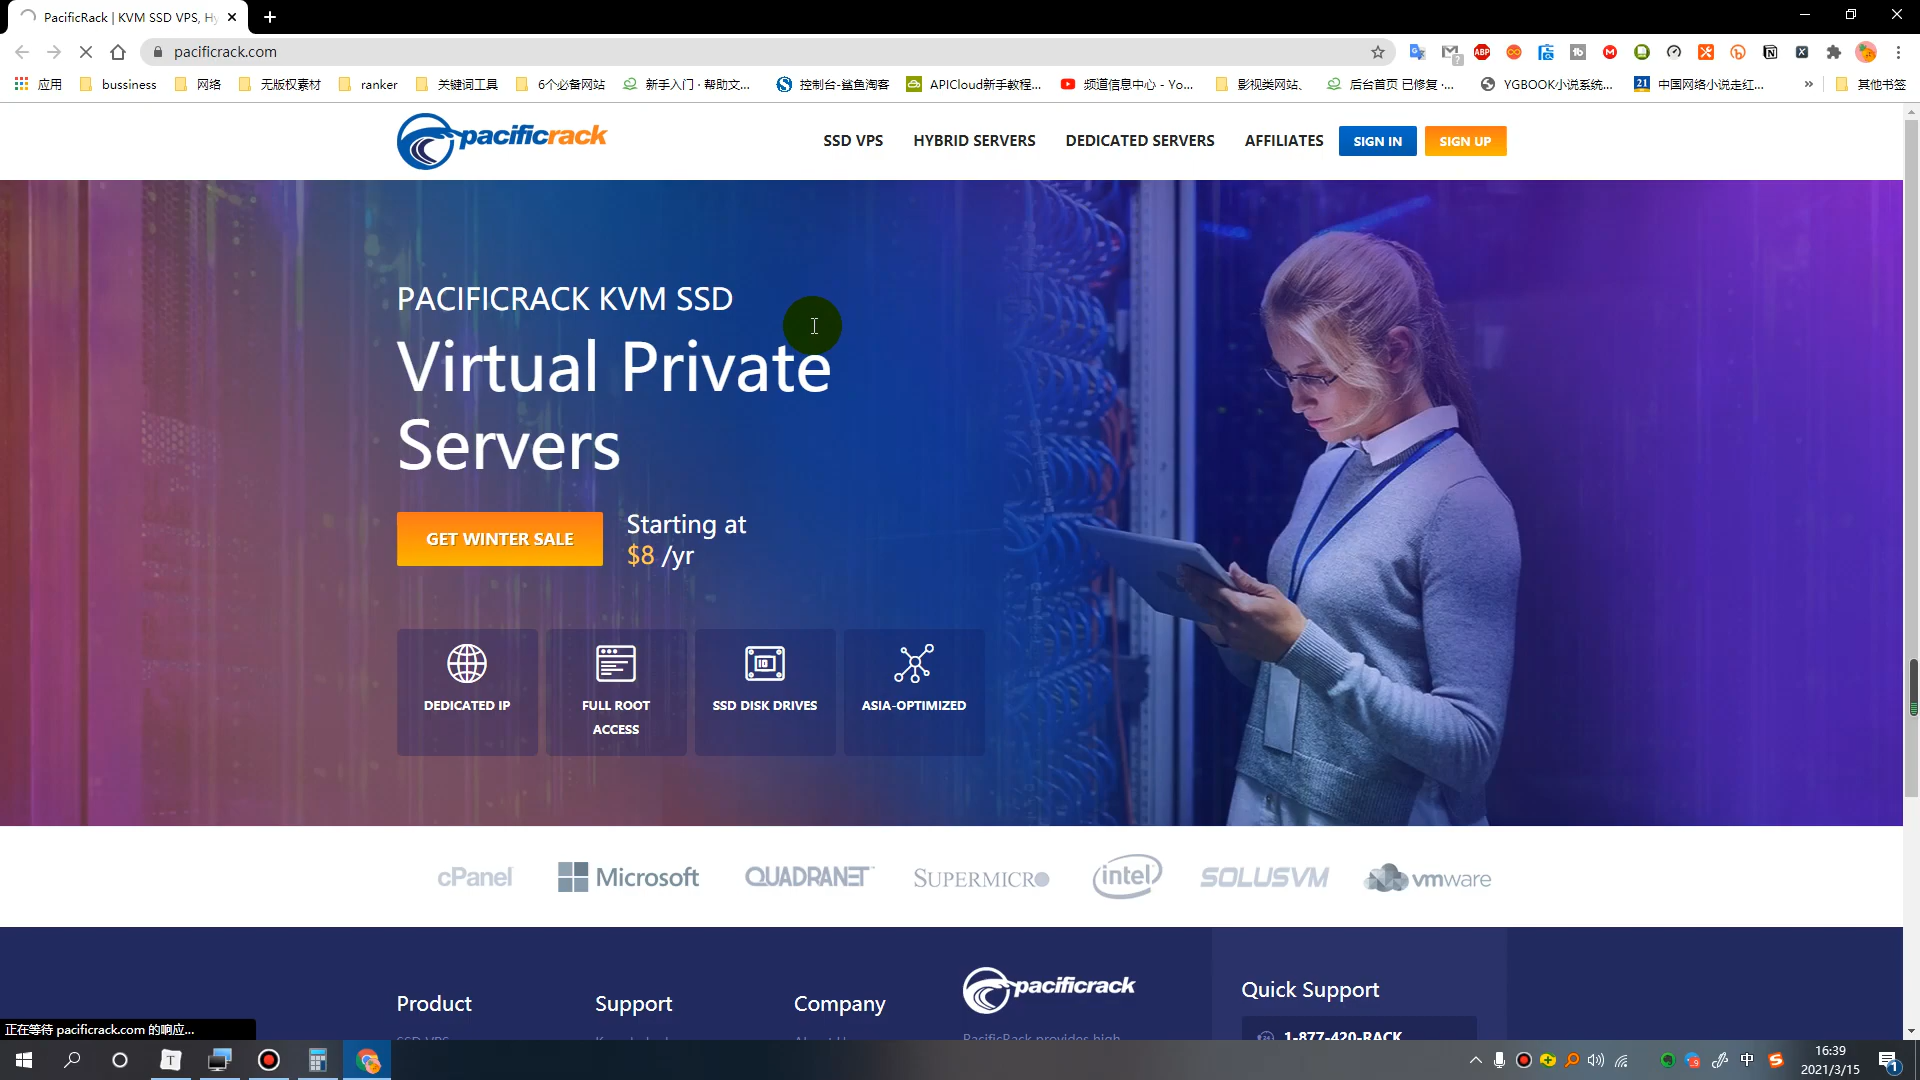 PacificRack | KVM SSD VPS, Hy
pacificrack.com
应用
bussiness
网络
无版权素材
ranker
关键词工具
6个必备网站
新手入门 · 帮助文...
控制台-鲨鱼淘客
APICloud新手教程...
频道信息中心 - Yo...
影视类网站、
后台首页 已修复 ·...
YGBOOK小说系统...
中国网络小说走红...
»
其他书签
pacificrack
SSD VPS
HYBRID SERVERS
DEDICATED SERVERS
AFFILIATES
SIGN IN
SIGN UP
PACIFICRACK KVM SSD
Virtual Private
Servers
GET WINTER SALE
Starting at
$8 /yr
DEDICATED IP
FULL ROOT
ACCESS
SSD DISK DRIVES
ASIA-OPTIMIZED
cPanel
Microsoft
QUADRANET
SUPERMICRO
intel
SOLUSVM
vmware
Product
Support
Company
pacificrack
Quick Support
SSD VPS
PacificRack provides high
1-877-420-RACK
正在等待 pacificrack.com 的响应...
中
16:39
2021/3/15
1